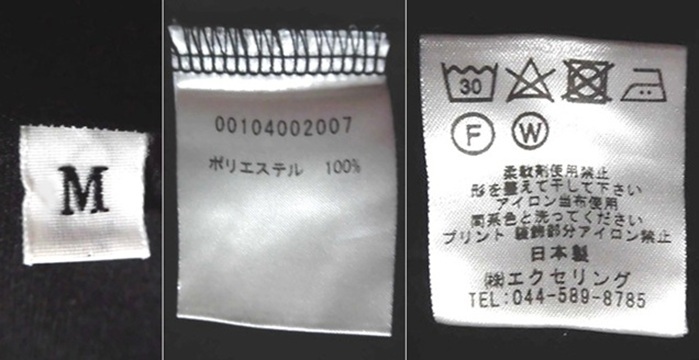 M
00104002007
ポリエステル 100%
30
F W
柔軟剤使用禁止
形を整えて干して下さい
アイロン当布使用
同系色と洗ってください
プリント 装飾部分アイロン禁止
日本製
㈱エクセリング
TEL:044-589-8785